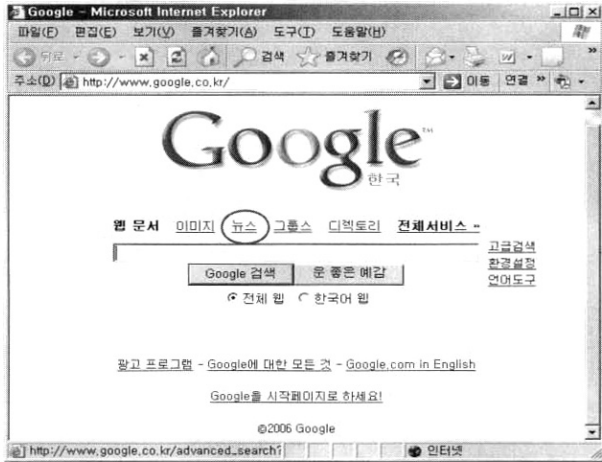 Google - Microsoft Internet Explorer
파일(F) 편집(E) 보기(V) 즐겨찾기(A) 도구(T) 도움말(H)
뒤로 검색 즐겨찾기
주소(D) http://www.google.co.kr/ 이동 연결 »
Google™
한국
웹 문서 이미지 뉴스 그룹스 디렉토리 전체서비스 »
고급검색
Google 검색 운 좋은 예감 환경설정
언어도구
전체 웹 한국어 웹
광고 프로그램 - Google에 대한 모든 것 - Google.com in English
Google을 시작페이지로 하세요!
©2006 Google
http://www.google.co.kr/advanced_search? 인터넷